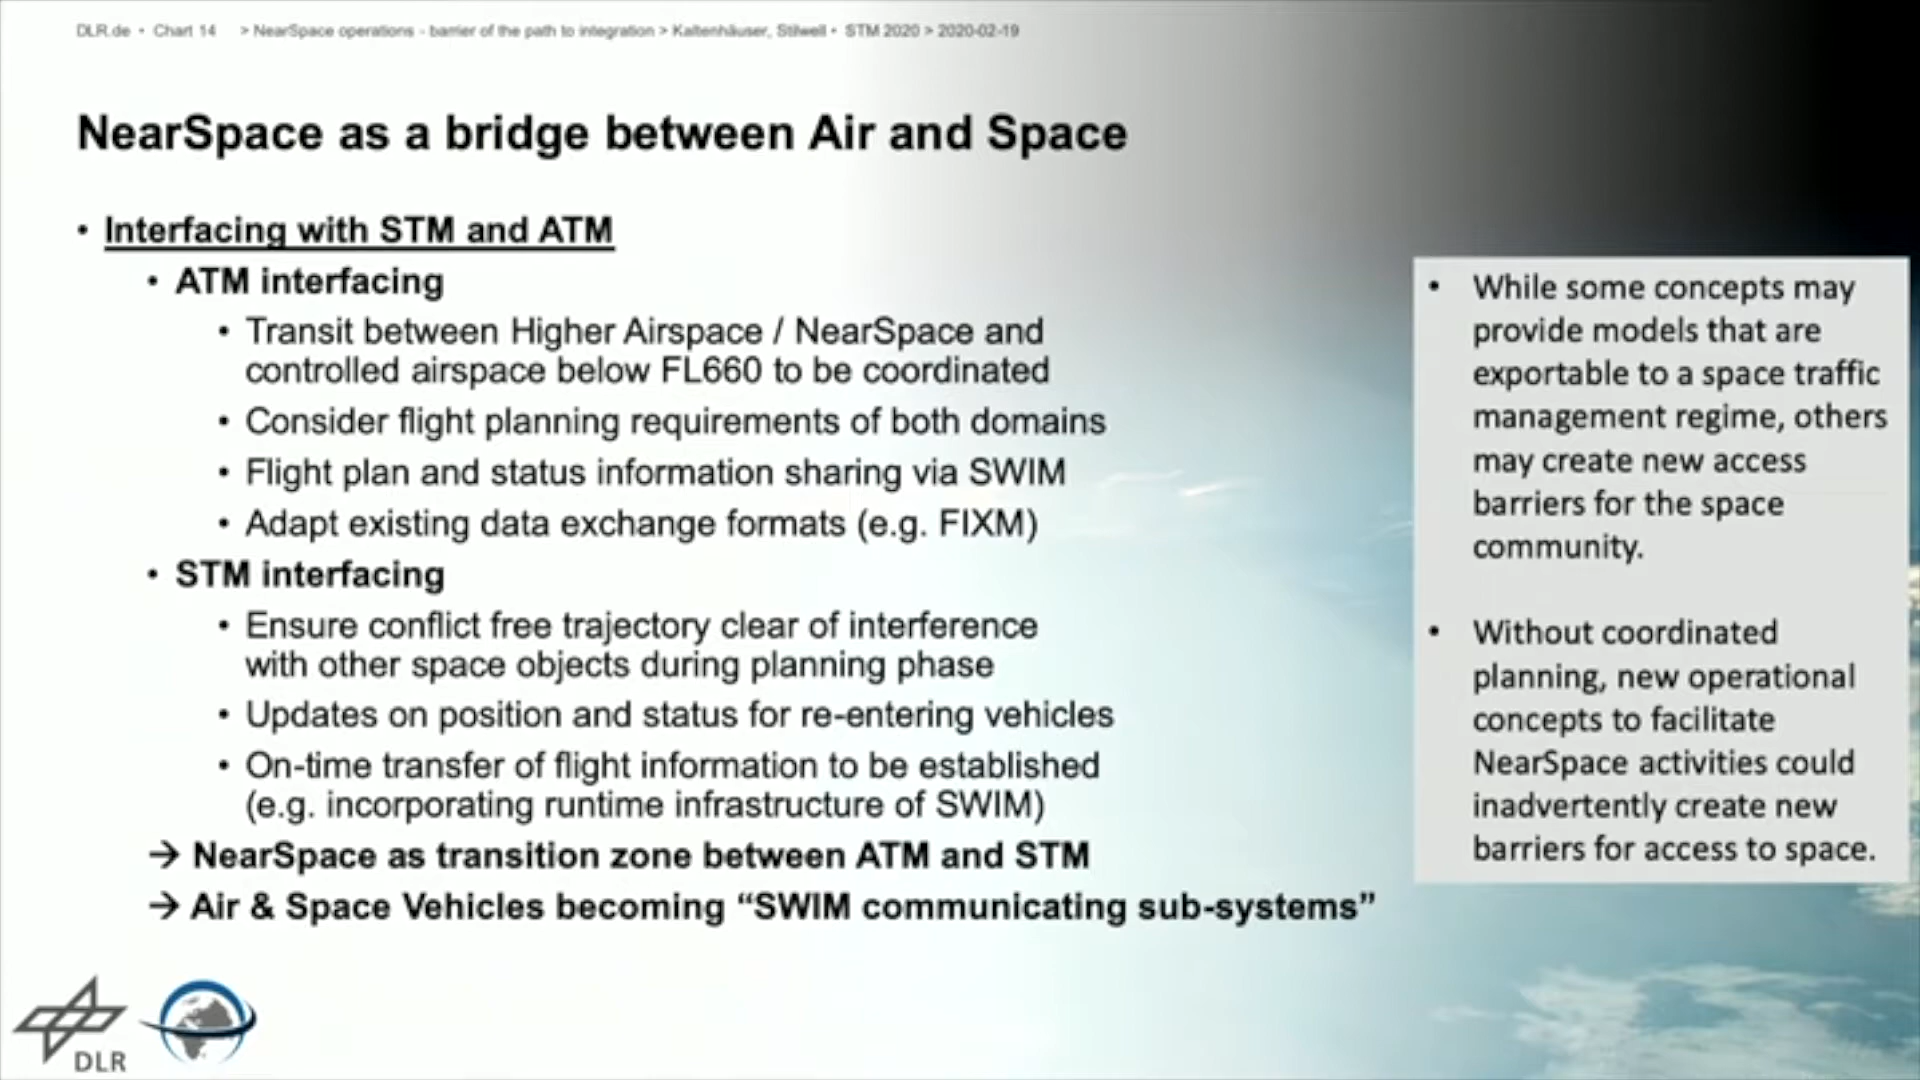 DLR.de • Chart 14 > NearSpace operations - barrier of the path to integration > Kaltenhäuser, Stilwell • STM 2020 > 2020-02-19
NearSpace as a bridge between Air and Space
• Interfacing with STM and ATM
• ATM interfacing
• Transit between Higher Airspace / NearSpace and
controlled airspace below FL660 to be coordinated
• Consider flight planning requirements of both domains
• Flight plan and status information sharing via SWIM
• Adapt existing data exchange formats (e.g. FIXM)
• STM interfacing
• Ensure conflict free trajectory clear of interference
with other space objects during planning phase
• Updates on position and status for re-entering vehicles
• On-time transfer of flight information to be established
(e.g. incorporating runtime infrastructure of SWIM)
→ NearSpace as transition zone between ATM and STM
→ Air & Space Vehicles becoming “SWIM communicating sub-systems”
• While some concepts may
provide models that are
exportable to a space traffic
management regime, others
may create new access
barriers for the space
community.
• Without coordinated
planning, new operational
concepts to facilitate
NearSpace activities could
inadvertently create new
barriers for access to space.
DLR